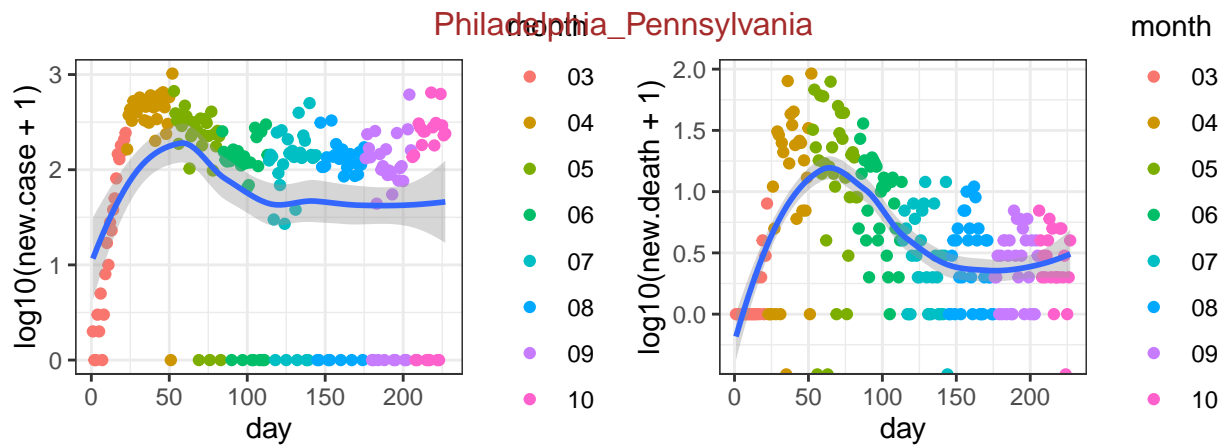 Philadelphia_Pennsylvania
log10(new.case + 1)
3
2
1
0
0 50 100 150 200
day
month
03
04
05
06
07
08
09
10
log10(new.death + 1)
2.0
1.5
1.0
0.5
0.0
0 50 100 150 200
day
month
03
04
05
06
07
08
09
10